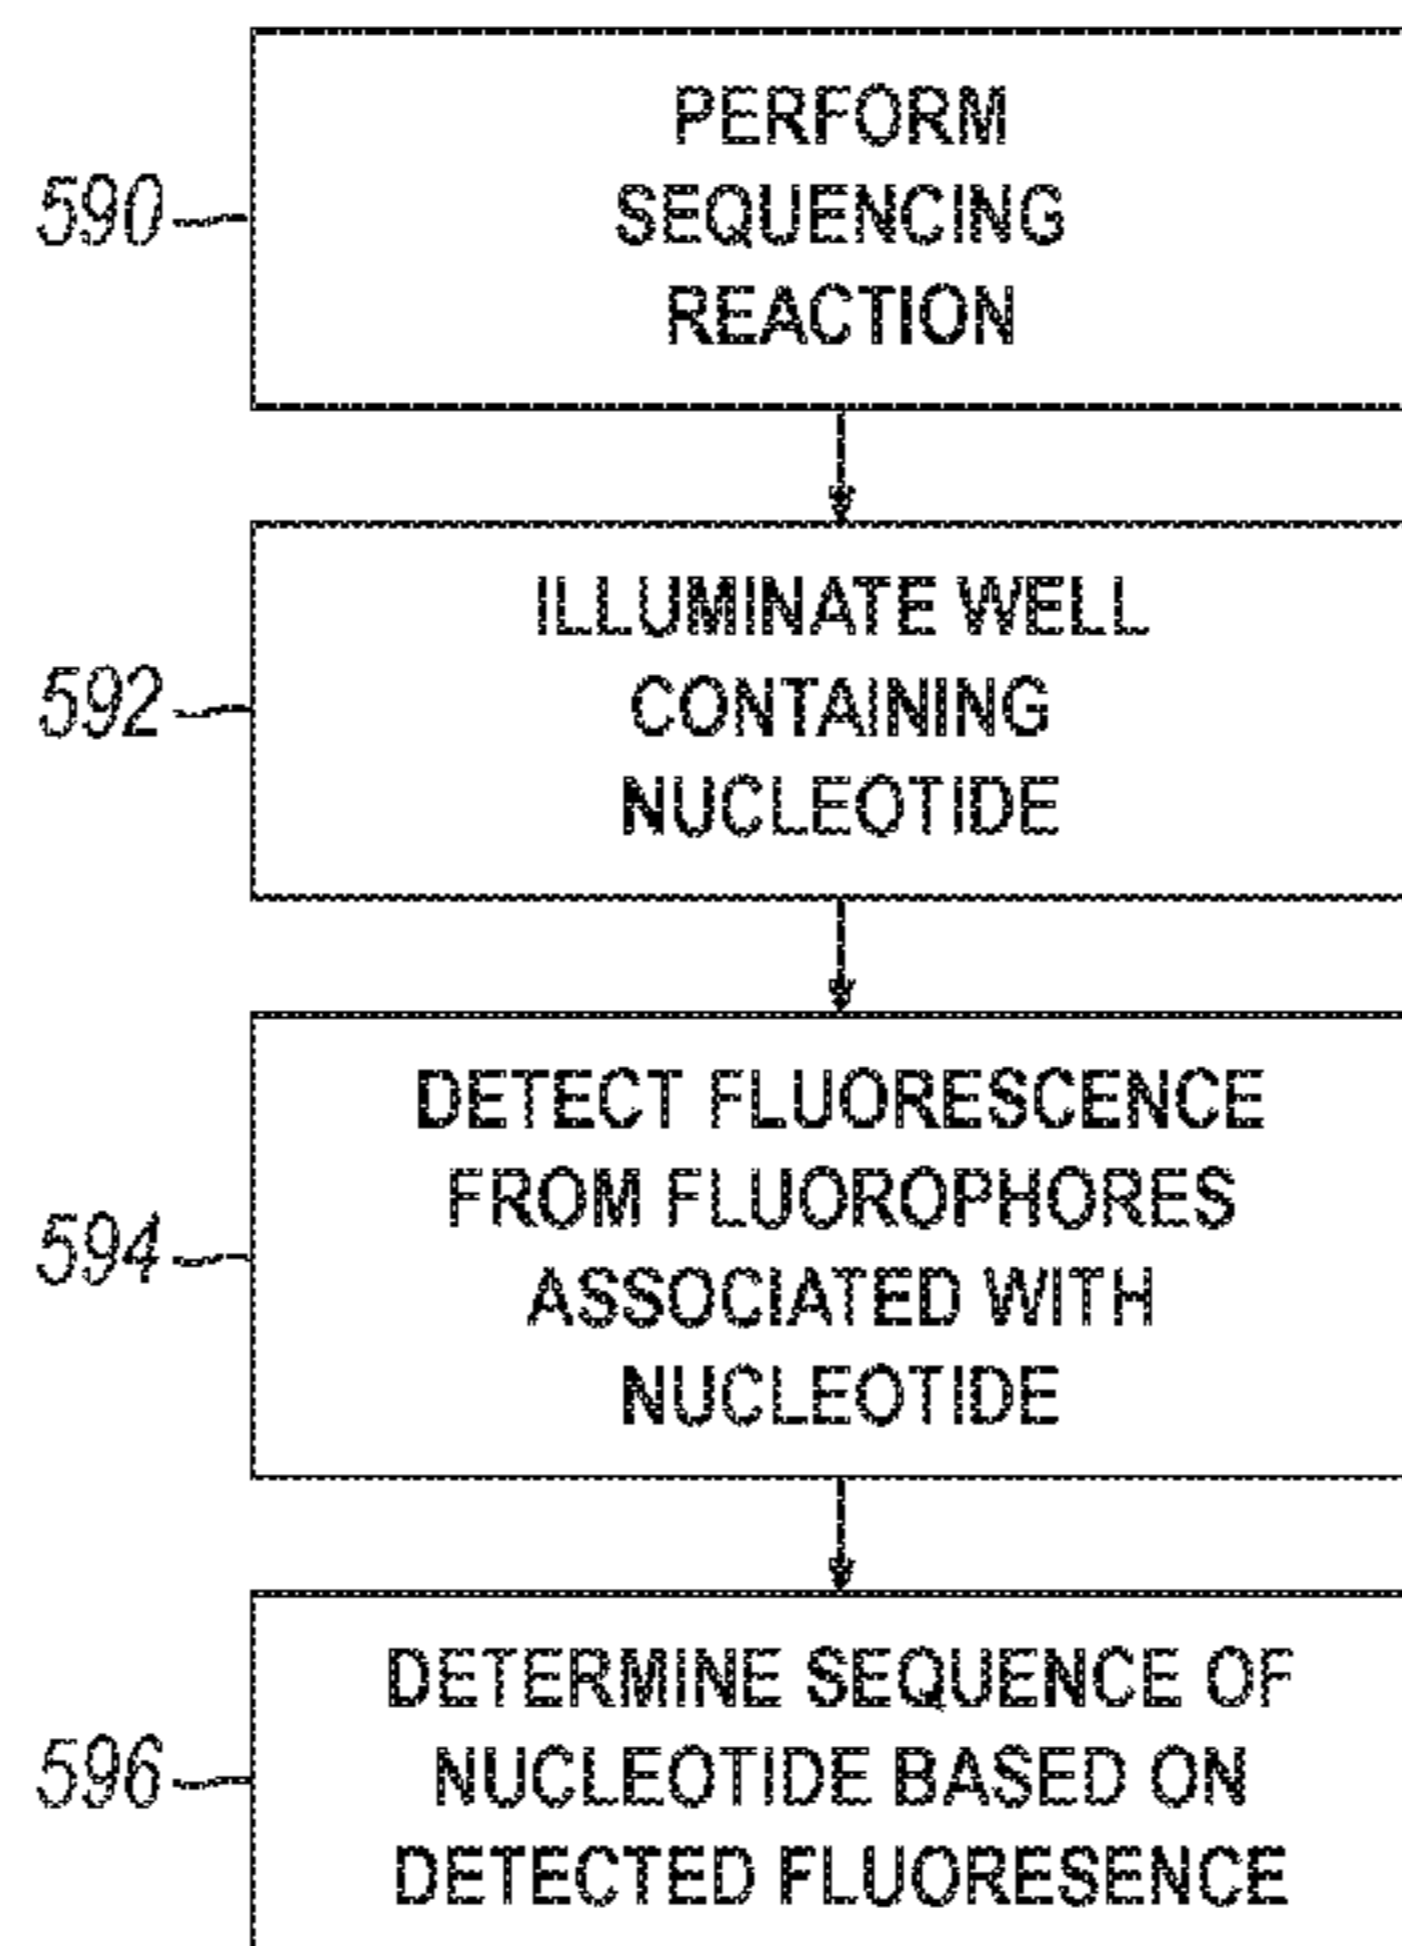 PERFORM
SEQUENCING
REACTION
590
ILLUMINATE WELL
CONTAINING
NUCLEOTIDE
592
DETECT FLUORESCENCE
FROM FLUOROPHORES
ASSOCIATED WITH
NUCLEOTIDE
594
DETERMINE SEQUENCE OF
NUCLEOTIDE BASED ON
DETECTED FLUORESENCE
596